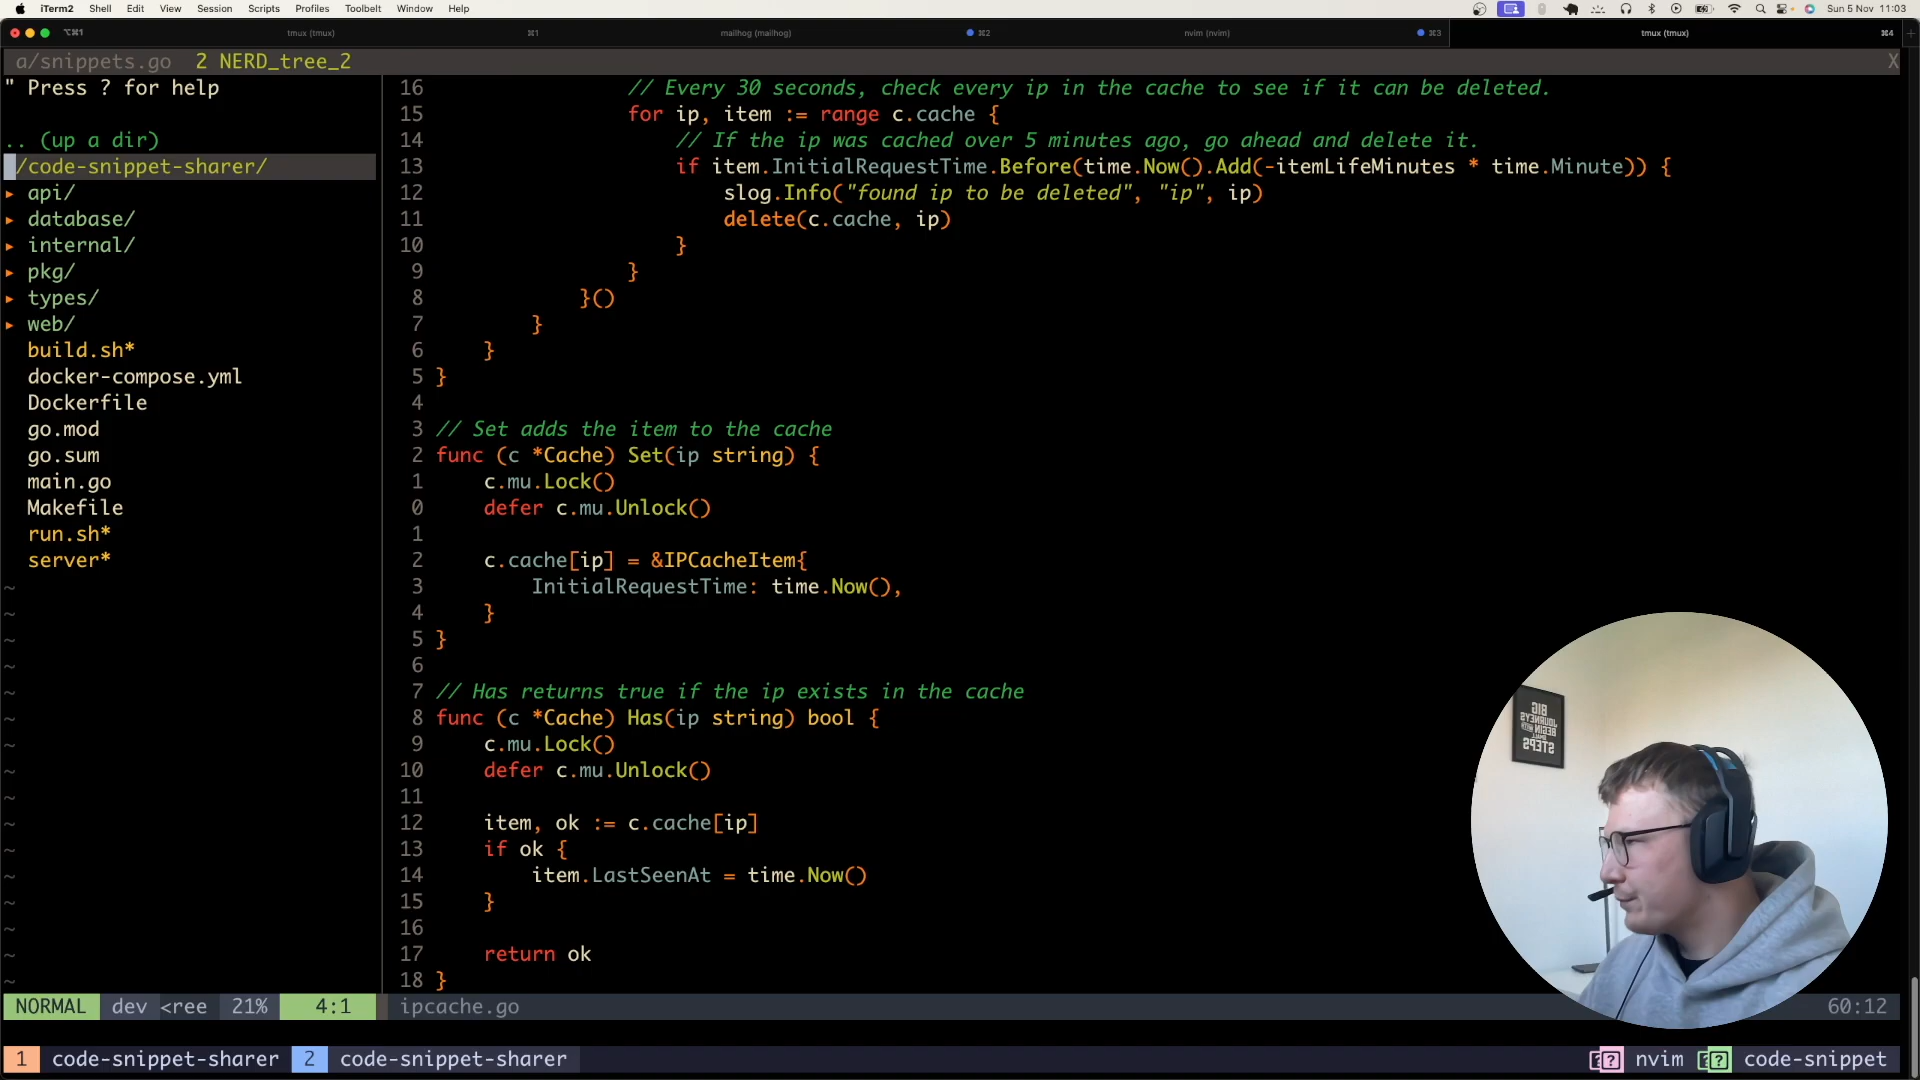 iTerm2 Shell Edit View Session Scripts Profiles Toolbelt Window Help Sun 5 Nov 11:03
⌥⌘1 tmux (tmux) ⌘1 mailhog (mailhog) ⌘2 nvim (nvim) ⌘3 tmux (tmux) ⌘4
a/snippets.go 2 NERD_tree_2 X
" Press ? for help
.. (up a dir)
/code-snippet-sharer/
▸ api/
▸ database/
▸ internal/
▸ pkg/
▸ types/
▸ web/
build.sh*
docker-compose.yml
Dockerfile
go.mod
go.sum
main.go
Makefile
run.sh*
server*
16 // Every 30 seconds, check every ip in the cache to see if it can be deleted.
15 for ip, item := range c.cache {
14 // If the ip was cached over 5 minutes ago, go ahead and delete it.
13 if item.InitialRequestTime.Before(time.Now().Add(-itemLifeMinutes * time.Minute)) {
12 slog.Info("found ip to be deleted", "ip", ip)
11 delete(c.cache, ip)
10 }
9 }
8 }()
7 }
6 }
5 }
4
3 // Set adds the item to the cache
2 func (c *Cache) Set(ip string) {
1 c.mu.Lock()
0 defer c.mu.Unlock()
1
2 c.cache[ip] = &IPCacheItem{
3 InitialRequestTime: time.Now(),
4 }
5 }
6
7 // Has returns true if the ip exists in the cache
8 func (c *Cache) Has(ip string) bool {
9 c.mu.Lock()
10 defer c.mu.Unlock()
11
12 item, ok := c.cache[ip]
13 if ok {
14 item.LastSeenAt = time.Now()
15 }
16
17 return ok
18 }
BIG
JOURNEYS
BEGIN WITH
SMALL
STEPS
NORMAL dev <ree 21% 4:1 ipcache.go 60:12
1 code-snippet-sharer 2 code-snippet-sharer nvim code-snippet